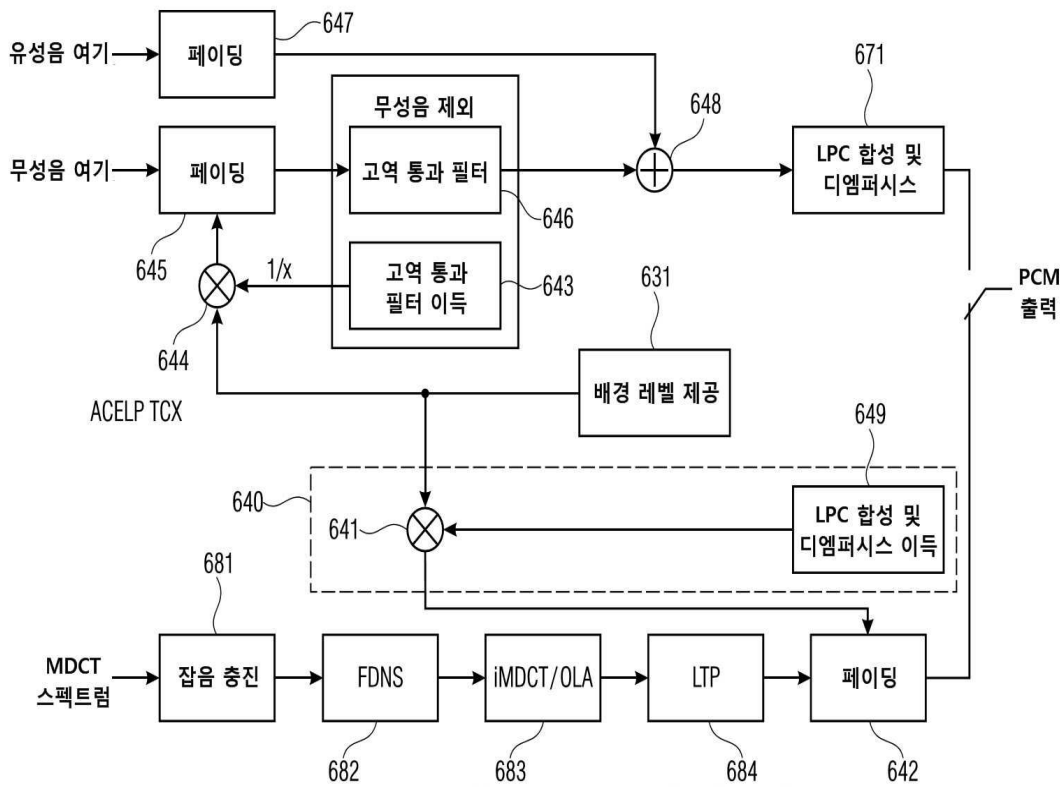 647
유성음 여기
페이딩
671
무성음 제외
648
무성음 여기
페이딩
고역 통과 필터
LPC 합성 및
디엠퍼시스
646
645
1/x
고역 통과
필터 이득
643
631
PCM
출력
644
배경 레벨 제공
ACELP TCX
649
640
641
LPC 합성 및
디엠퍼시스 이득
681
MDCT
스펙트럼
잡음 충진
FDNS
iMDCT/OLA
LTP
페이딩
682
683
684
642